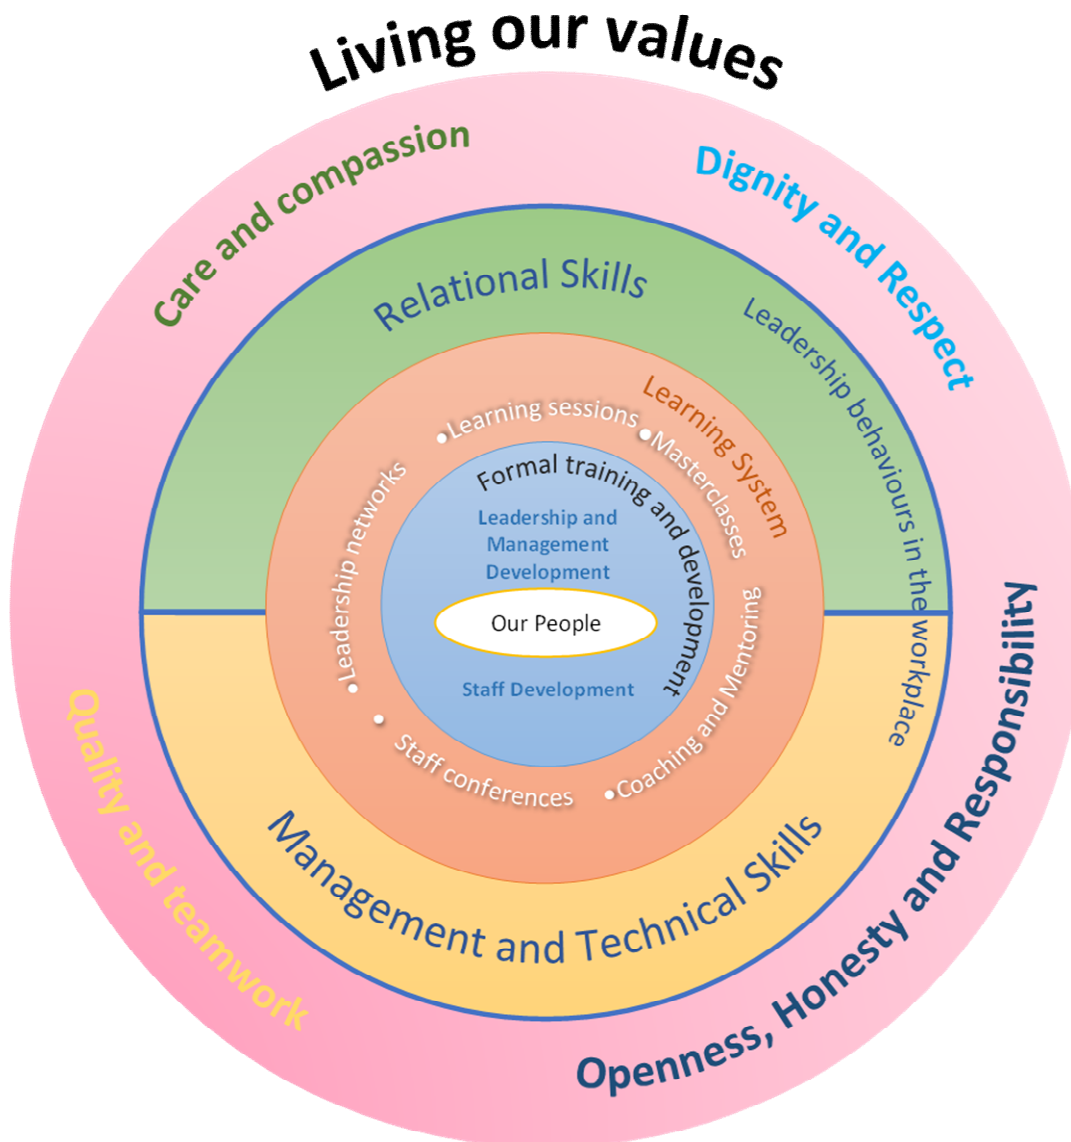 Living our values
Care and compassion
Dignity and Respect
Relational Skills
Leadership behaviours in the workplace
Learning System
•Learning sessions
•Masterclasses
•Leadership networks
Formal training and development
Leadership and
Management
Development
Our People
Staff Development
•Coaching and Mentoring
• Staff conferences
Management and Technical Skills
Quality and teamwork
Openness, Honesty and Responsibility